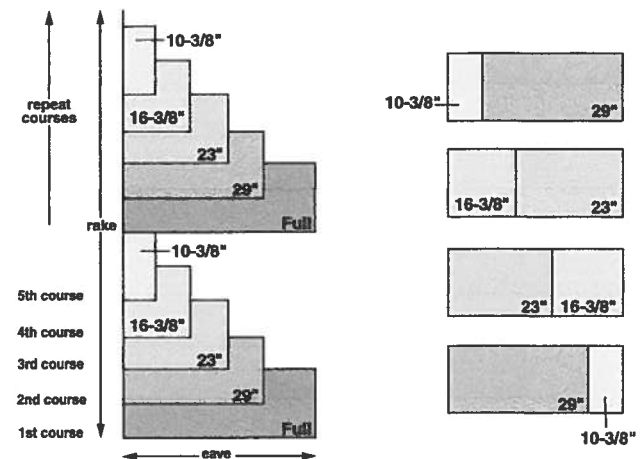 10-3/8"
repeat
courses
16-3/8"
23"
29"
Full
rake
10-3/8"
5th course
16-3/8"
4th course
3rd course
23"
2nd course
29"
1st course
Full
eave
10-3/8"
29"
16-3/8"
23"
23"
16-3/8"
29"
10-3/8"